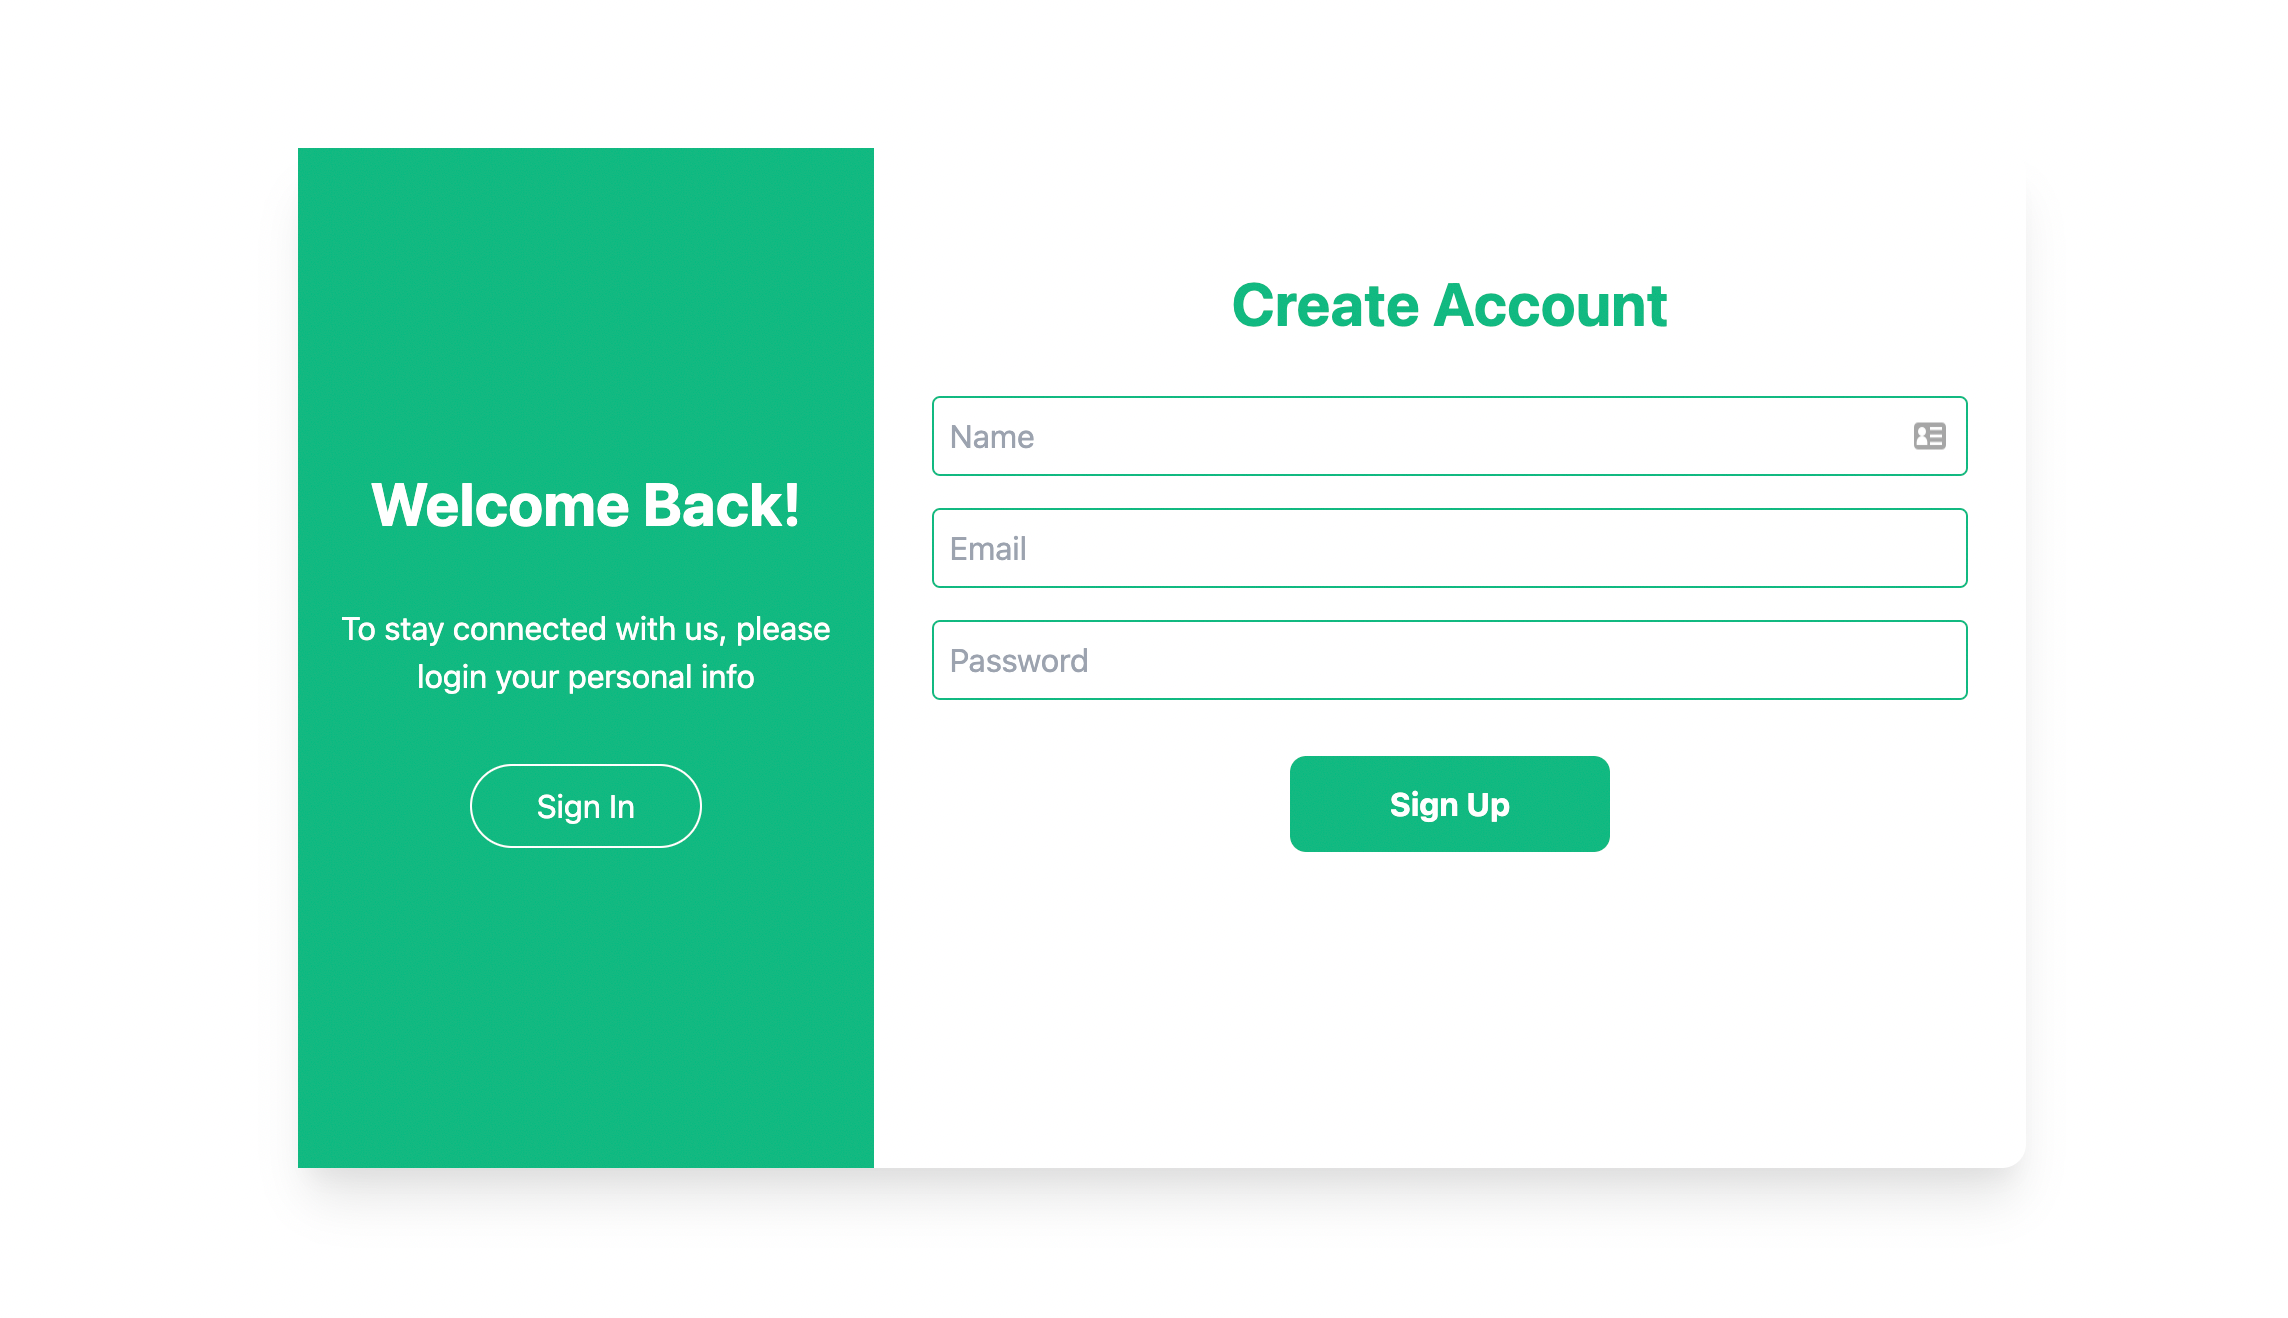 Welcome Back!
To stay connected with us, please
login your personal info
Sign In
Create Account
Name
Email
Password
Sign Up